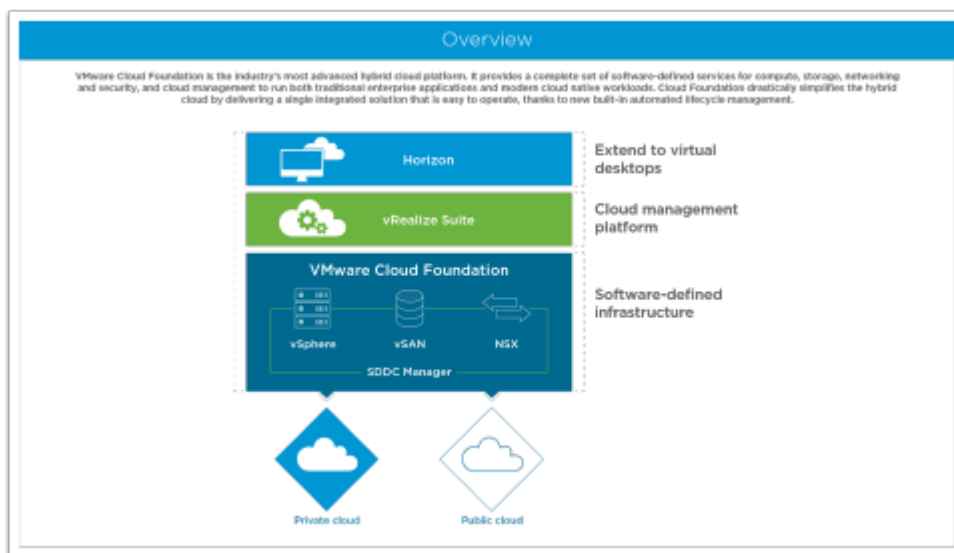 Overview
VMware Cloud Foundation is the industry's most advanced hybrid cloud platform. It provides a complete set of software-defined services for compute, storage, networking
and security, and cloud management to run both traditional enterprise applications and modern cloud native workloads. Cloud Foundation drastically simplifies the hybrid
cloud by delivering a single integrated solution that is easy to operate, thanks to new built-in automated lifecycle management.
Horizon
Extend to virtual
desktops
vRealize Suite
Cloud management
platform
VMware Cloud Foundation
Software-defined
infrastructure
vSphere
vSAN
NSX
SDDC Manager
Private cloud
Public cloud